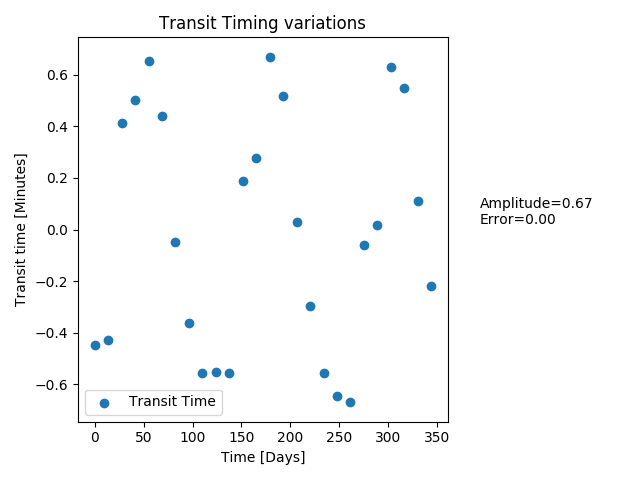 Transit Timing variations
Transit time [Minutes]
0.6
0.4
0.2
0.0
−0.2
−0.4
−0.6
Transit Time
0
50
100
150
200
250
300
350
Time [Days]
Amplitude=0.67
Error=0.00